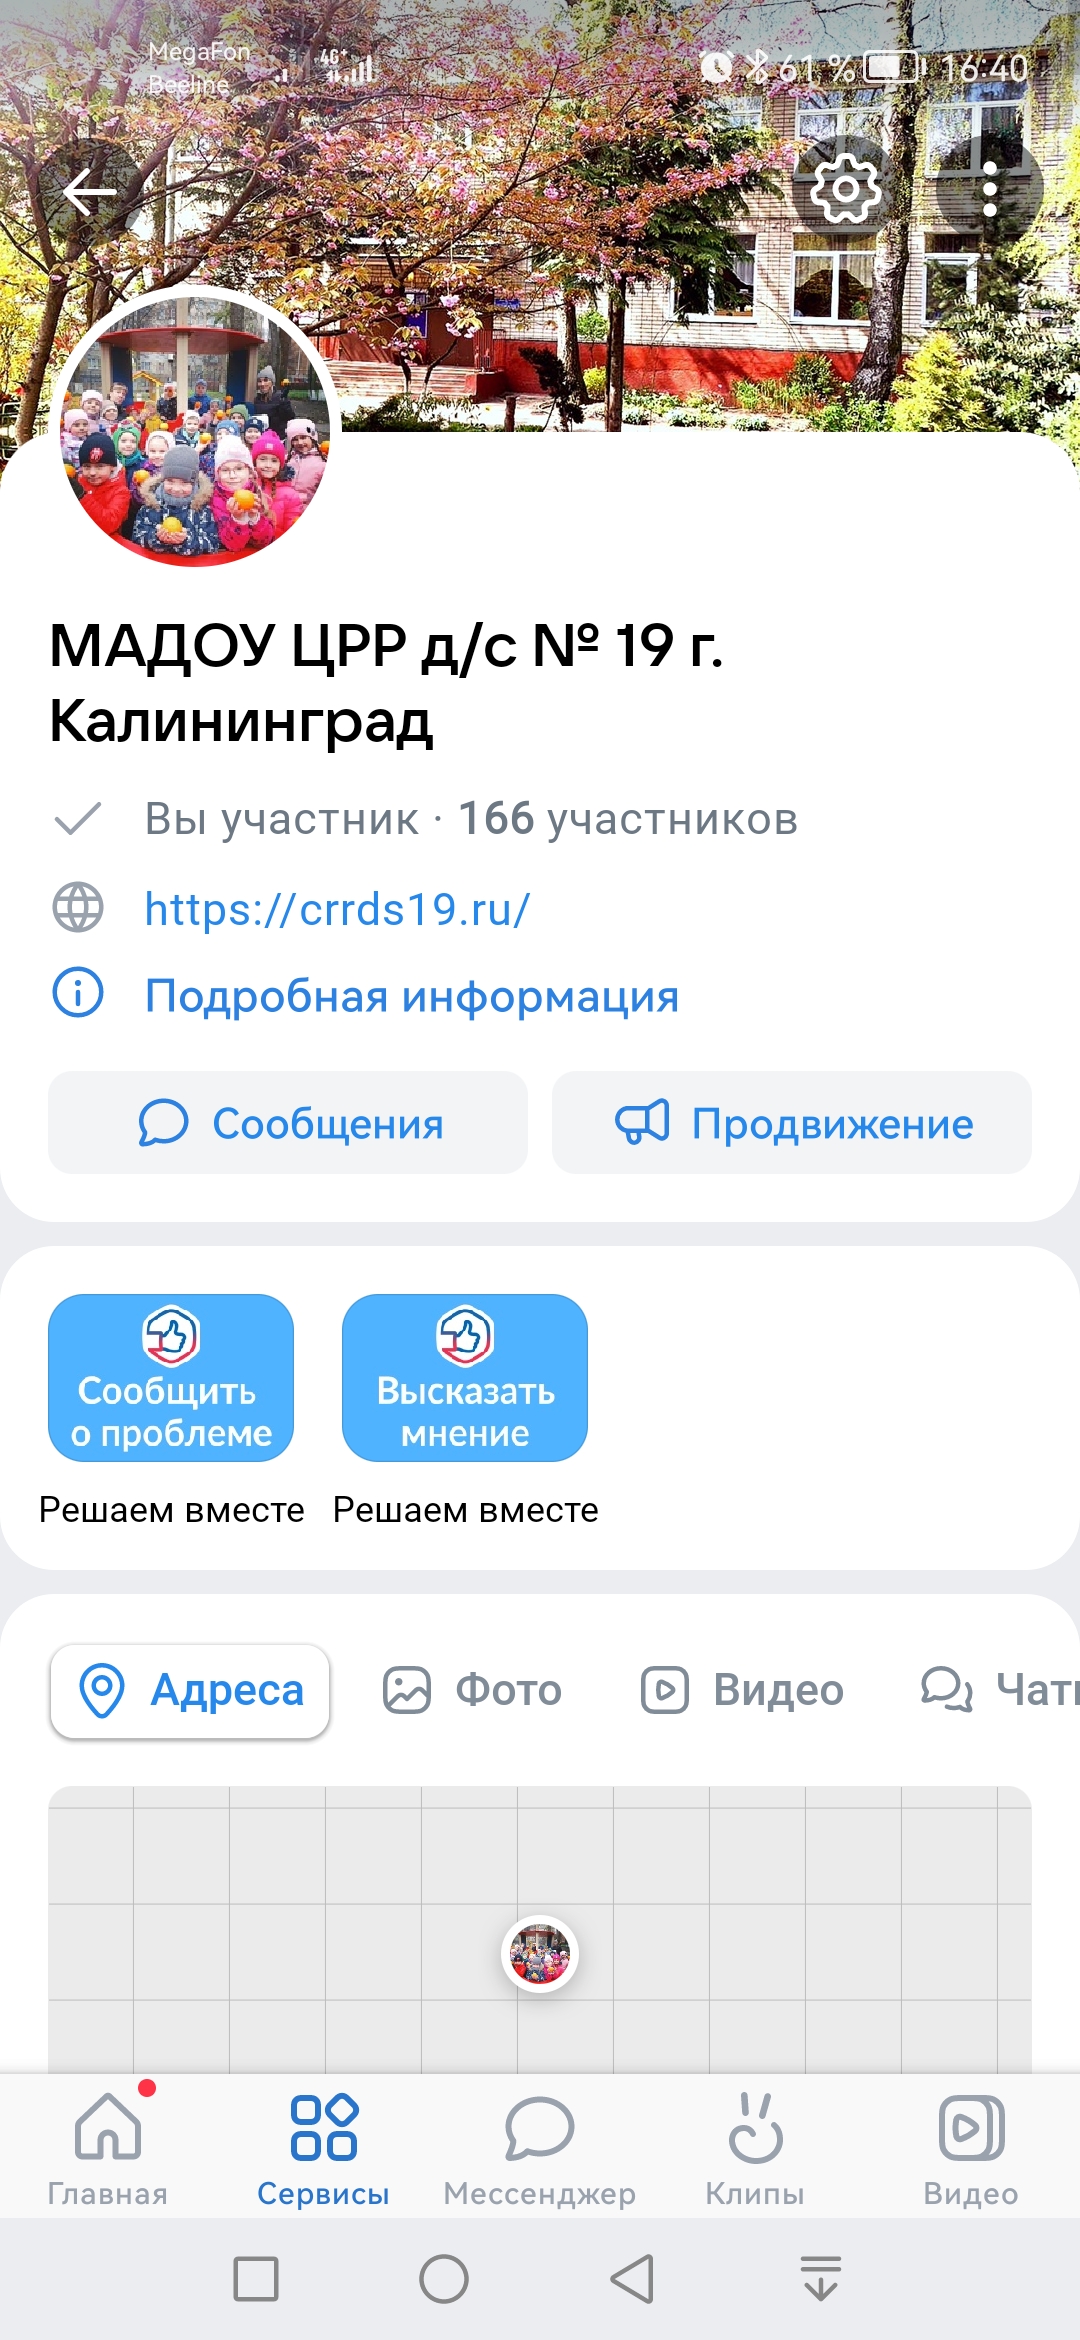 MegaFon
Beeline
4G+
61 %
16:40
МАДОУ ЦРР д/с № 19 г.
Калининград
Вы участник · 166 участников
https://crrds19.ru/
Подробная информация
Сообщения
Продвижение
Сообщить
о проблеме
Высказать
мнение
Решаем вместе
Решаем вместе
Адреса
Фото
Видео
Чаты
Главная
Сервисы
Мессенджер
Клипы
Видео